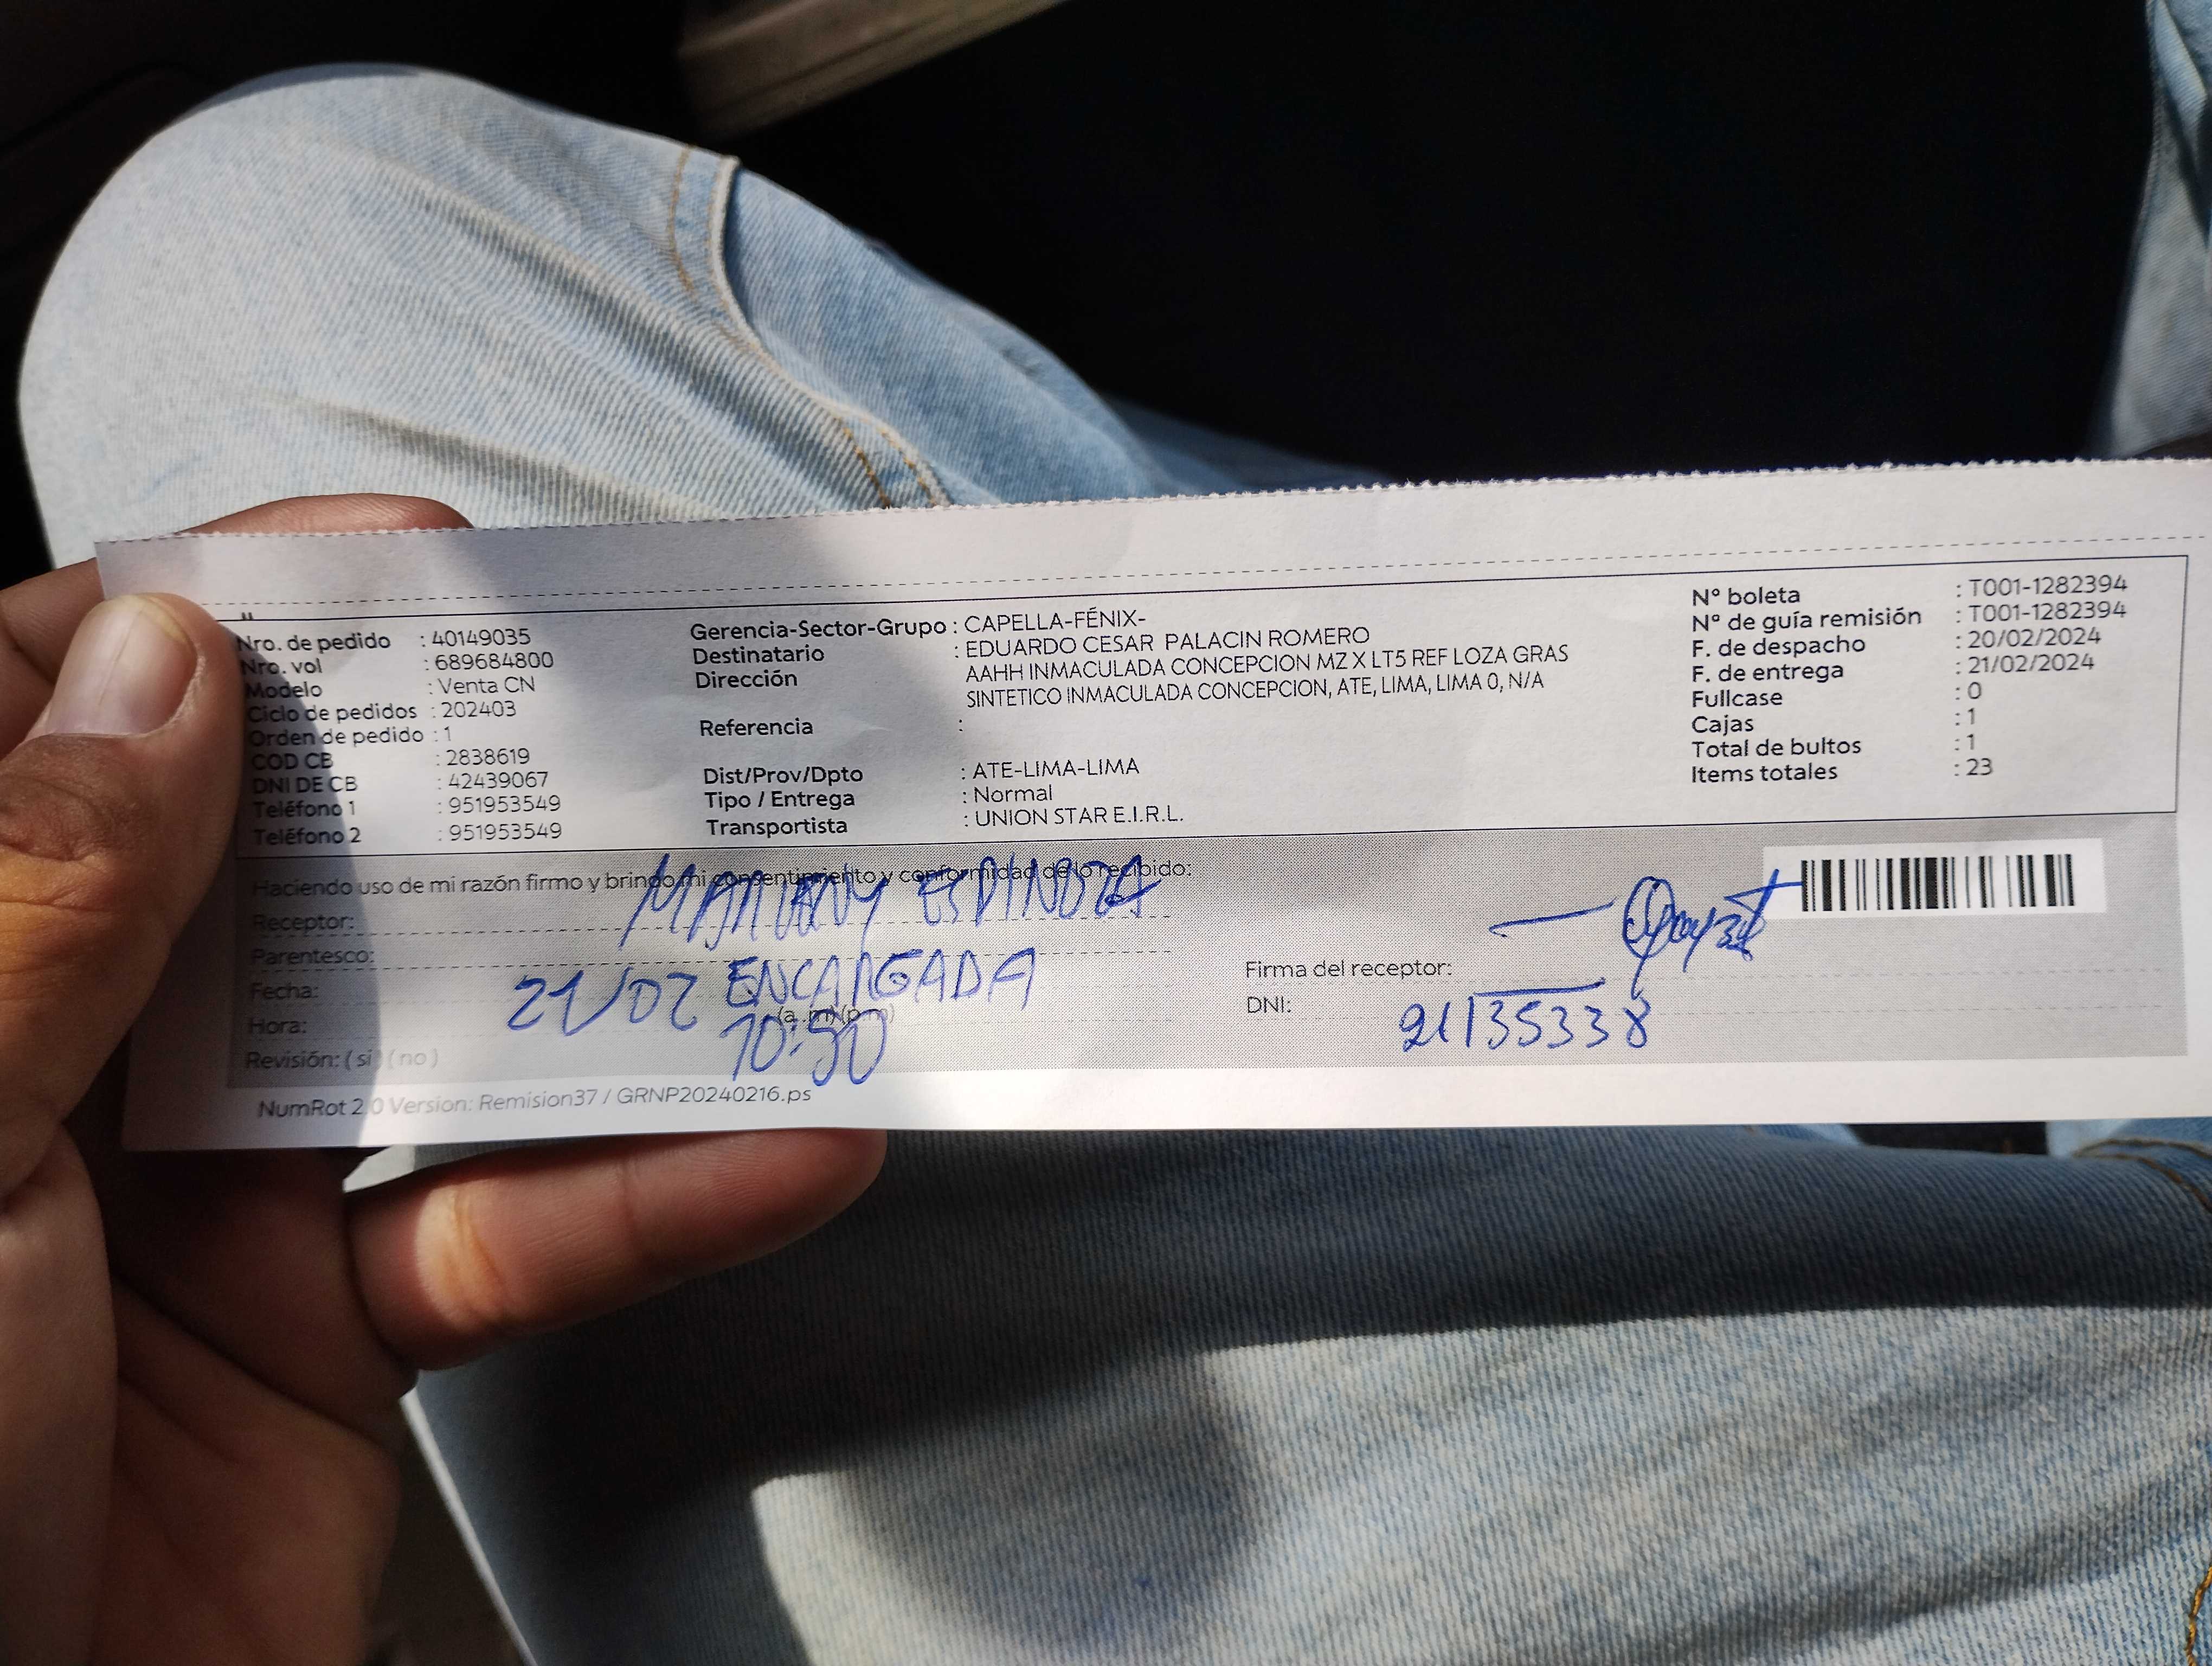 Nro. de pedido : 40149035
Nro. vol : 689684800
Modelo : Venta CN
Ciclo de pedidos : 202403
Orden de pedido : 1
COD CB : 2838619
DNI DE CB : 42439067
Teléfono 1 : 951953549
Teléfono 2 : 951953549
Gerencia-Sector-Grupo : CAPELLA-FÉNIX-
Destinatario : EDUARDO CESAR PALACIN ROMERO
Dirección AAHH INMACULADA CONCEPCION MZ X LT5 REF LOZA GRAS
SINTETICO INMACULADA CONCEPCION, ATE, LIMA, LIMA 0, N/A
Referencia :
Dist/Prov/Dpto : ATE-LIMA-LIMA
Tipo / Entrega : Normal
Transportista : UNION STAR E.I.R.L.
N° boleta : T001-1282394
N° de guía remisión : T001-1282394
F. de despacho : 20/02/2024
F. de entrega : 21/02/2024
Fullcase : 0
Cajas : 1
Total de bultos : 1
Items totales : 23
Haciendo uso de mi razón firmo y brindo mi consentimiento y conformidad de lo recibido:
Receptor: ESPINOZA
Parentesco: ENCARGADA
Fecha: 21/02
Hora: (a .m) (p m)
Revisión: ( si ) ( no )
Firma del receptor:
DNI: 21135338
NumRot 2.0 Version: Remision37 / GRNP20240216.ps